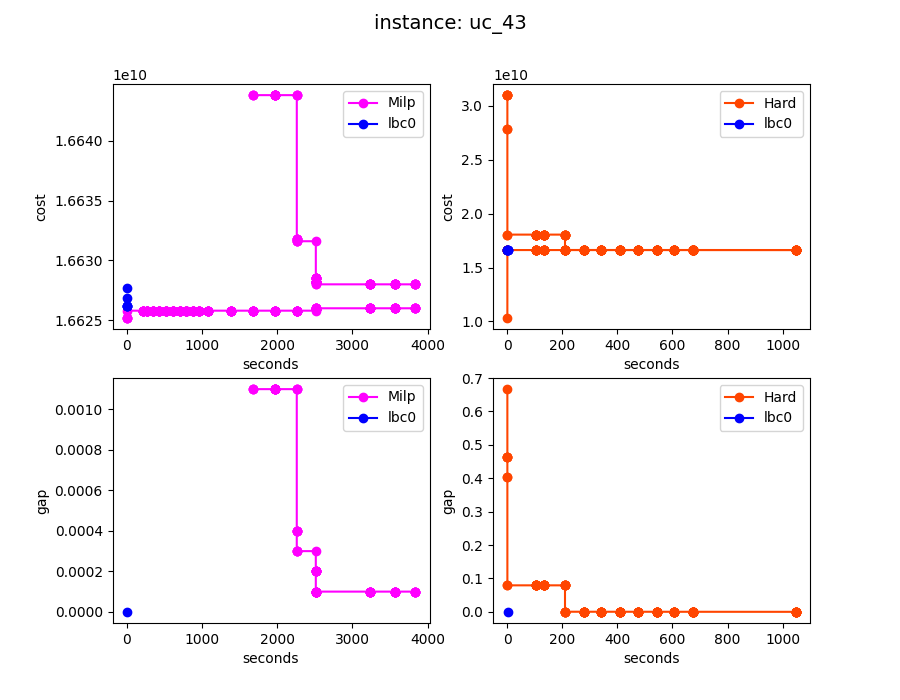 instance: uc_43
1e10
1.6640
1.6635
1.6630
1.6625
cost
0
1000
2000
3000
4000
seconds
Milp
lbc0
1e10
3.0
2.5
2.0
1.5
1.0
cost
0
200
400
600
800
1000
seconds
Hard
lbc0
0.0010
0.0008
0.0006
0.0004
0.0002
0.0000
gap
0
1000
2000
3000
4000
seconds
Milp
lbc0
0.7
0.6
0.5
0.4
0.3
0.2
0.1
0.0
gap
0
200
400
600
800
1000
seconds
Hard
lbc0